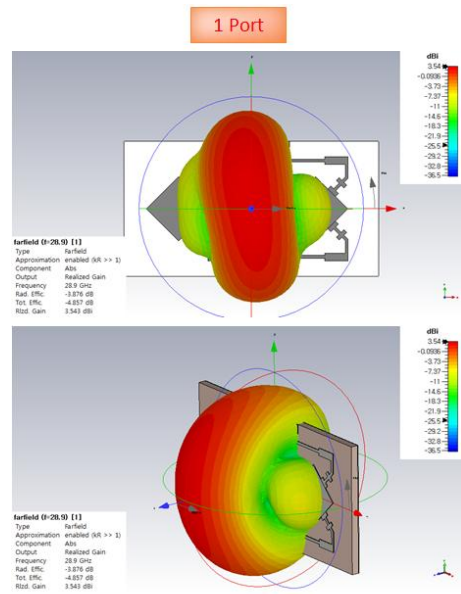 1 Port
dBi
3.54
-0.0936
-3.73
-7.37
-11
-14.6
-18.3
-21.9
-25.5
-29.2
-32.8
-36.5
farfield (f=28.9) [1]
Type Farfield
Approximation enabled (kR >> 1)
Component Abs
Output Realized Gain
Frequency 28.9 GHz
Rad. Effic. -3.876 dB
Tot. Effic. -4.857 dB
Rlzd. Gain 3.543 dBi
dBi
3.54
-0.0936
-3.73
-7.37
-11
-14.6
-18.3
-21.9
-25.5
-29.2
-32.8
-36.5
farfield (f=28.9) [1]
Type Farfield
Approximation enabled (kR >> 1)
Component Abs
Output Realized Gain
Frequency 28.9 GHz
Rad. Effic. -3.876 dB
Tot. Effic. -4.857 dB
Rlzd. Gain 3.543 dBi